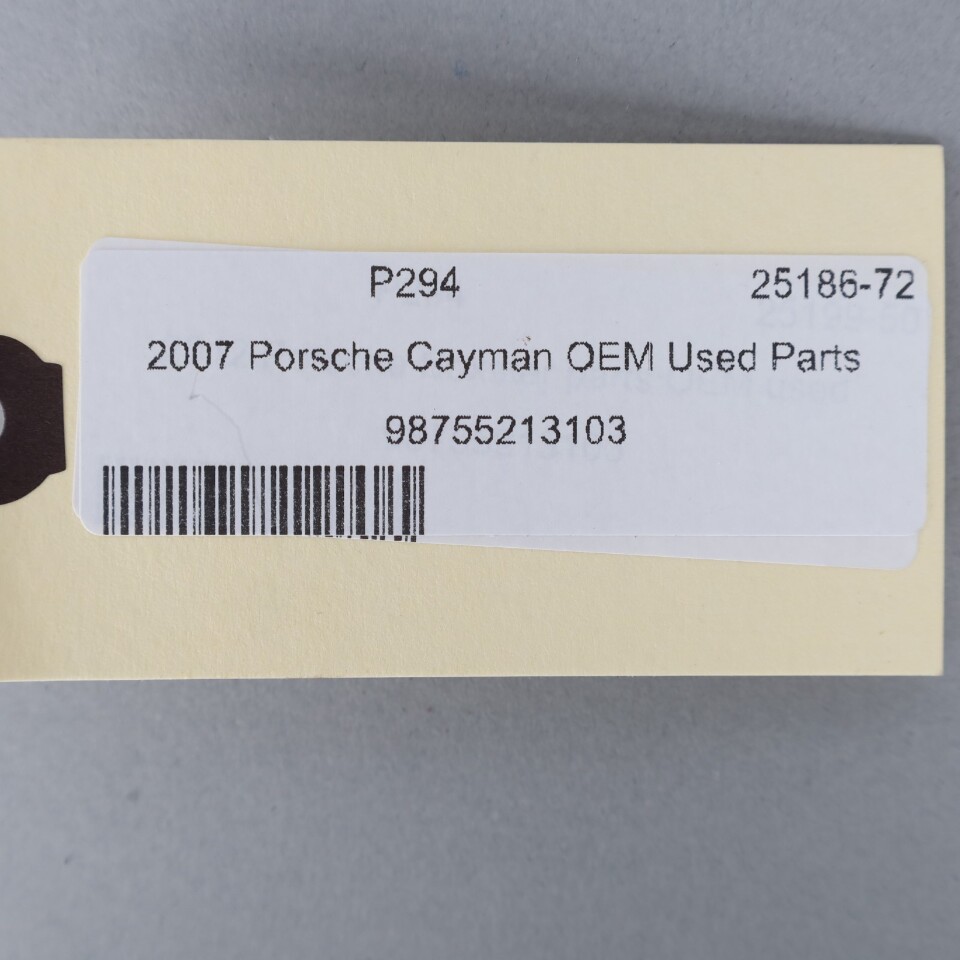 P294 25186-72
2007 Porsche Cayman OEM Used Parts
98755213103